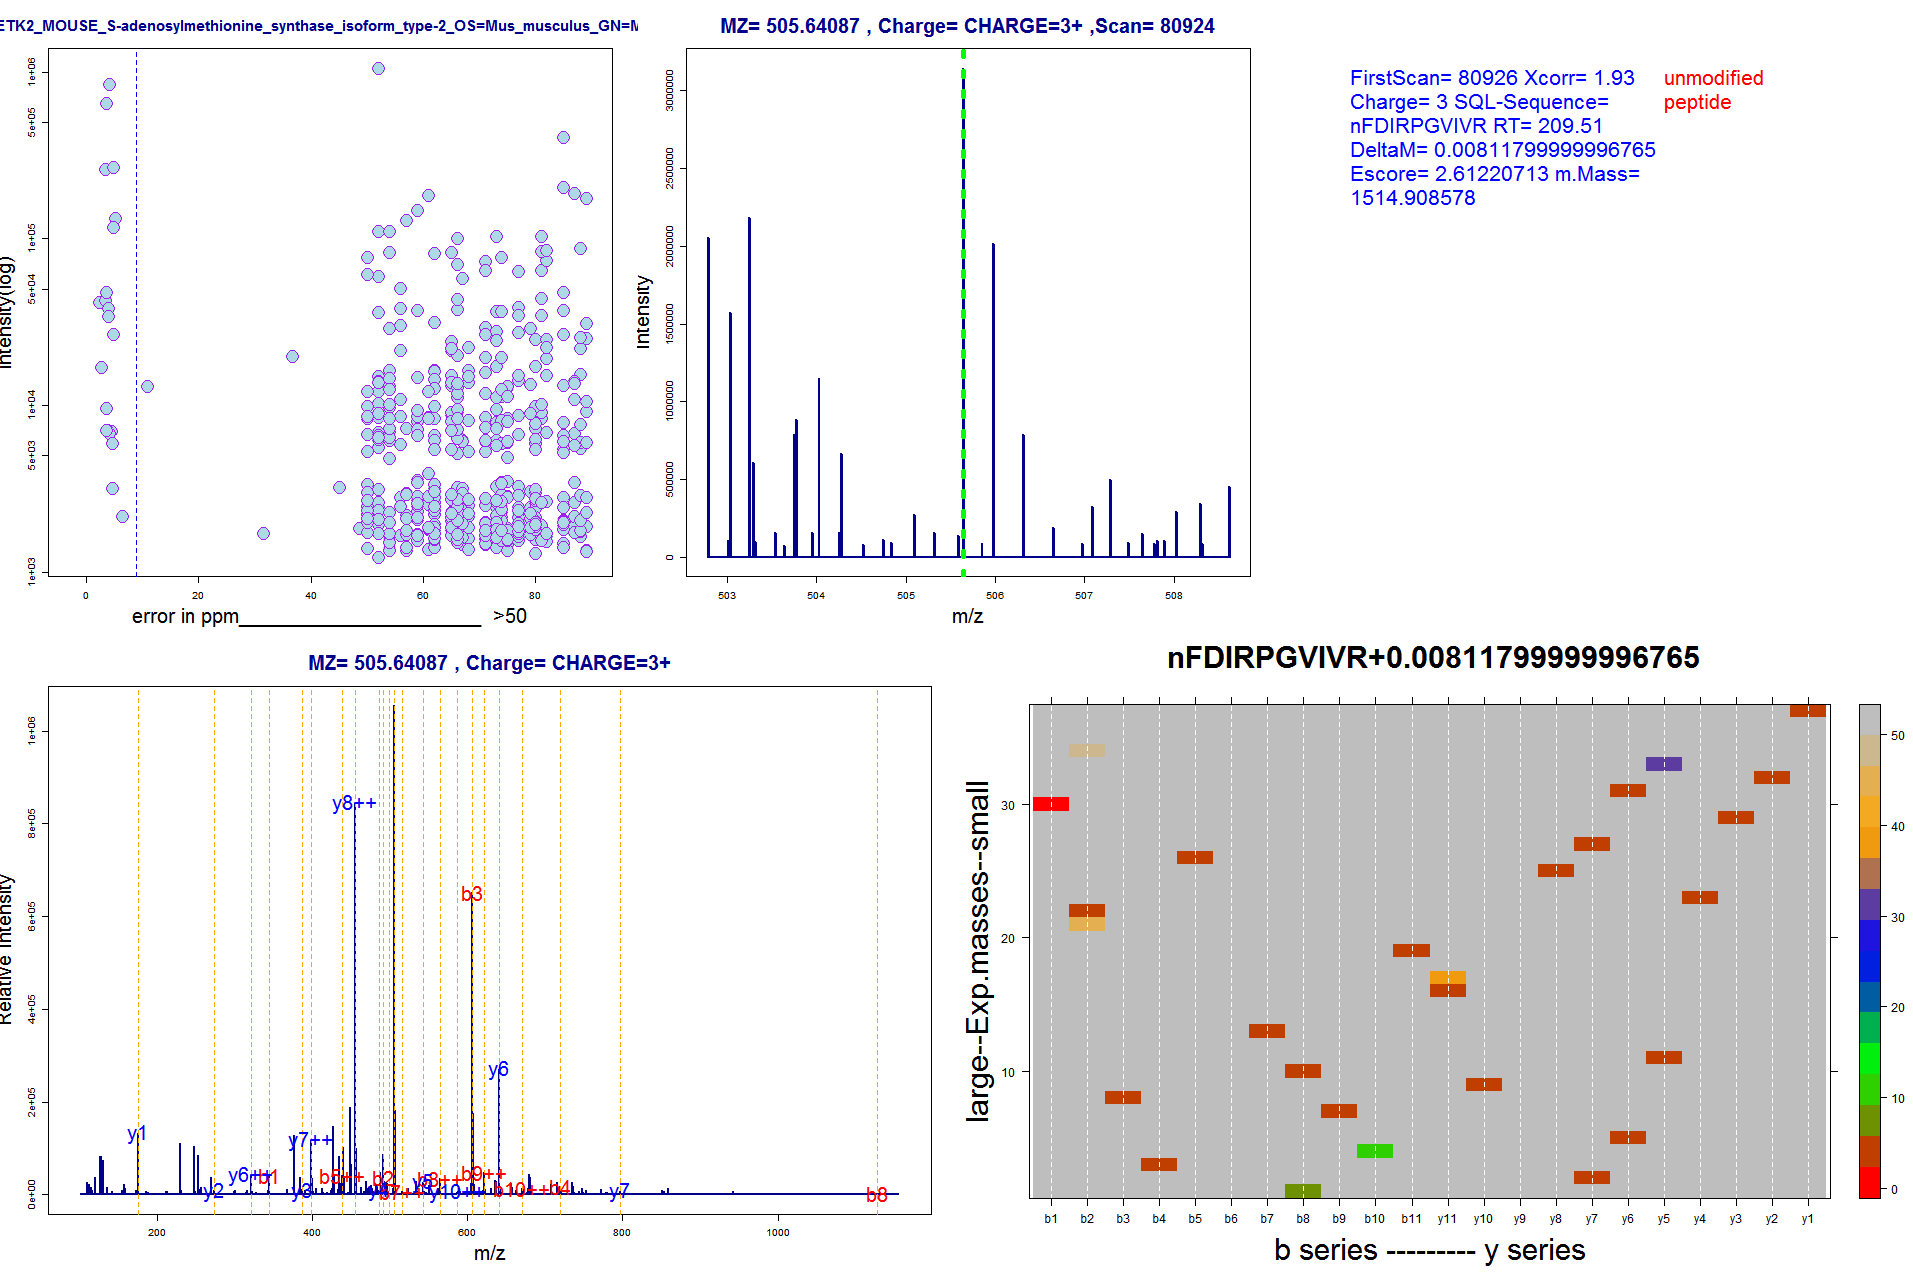 ETK2_MOUSE_S-adenosylmethionine_synthase_isoform_type-2_OS=Mus_musculus_GN=M
Intensity(log)
1e+03 5e+03 1e+04 5e+04 1e+05 5e+05 1e+06
0 20 40 60 80
error in ppm______________________ >50
MZ= 505.64087 , Charge= CHARGE=3+ ,Scan= 80924
Intensity
0 500000 1000000 1500000 2000000 2500000 3000000
503 504 505 506 507 508
m/z
FirstScan= 80926 Xcorr= 1.93
Charge= 3 SQL-Sequence=
nFDIRPGVIVR RT= 209.51
DeltaM= 0.00811799999996765
Escore= 2.61220713 m.Mass=
1514.908578
unmodified
peptide
MZ= 505.64087 , Charge= CHARGE=3+
Relative Intensity
0e+00 2e+05 4e+05 6e+05 8e+05 1e+06
y8++
b3
y6
y1
y7++
y6++ b1 b5++ b2 y5 b8++ b9++
y2 y3 y4 b7++ y10++ b10++ b4 y7 b8
200 400 600 800 1000
m/z
nFDIRPGVIVR+0.00811799999996765
large--Exp.masses--small
10 20 30
b1 b2 b3 b4 b5 b6 b7 b8 b9 b10 b11 y11 y10 y9 y8 y7 y6 y5 y4 y3 y2 y1
b series --------- y series
0 10 20 30 40 50